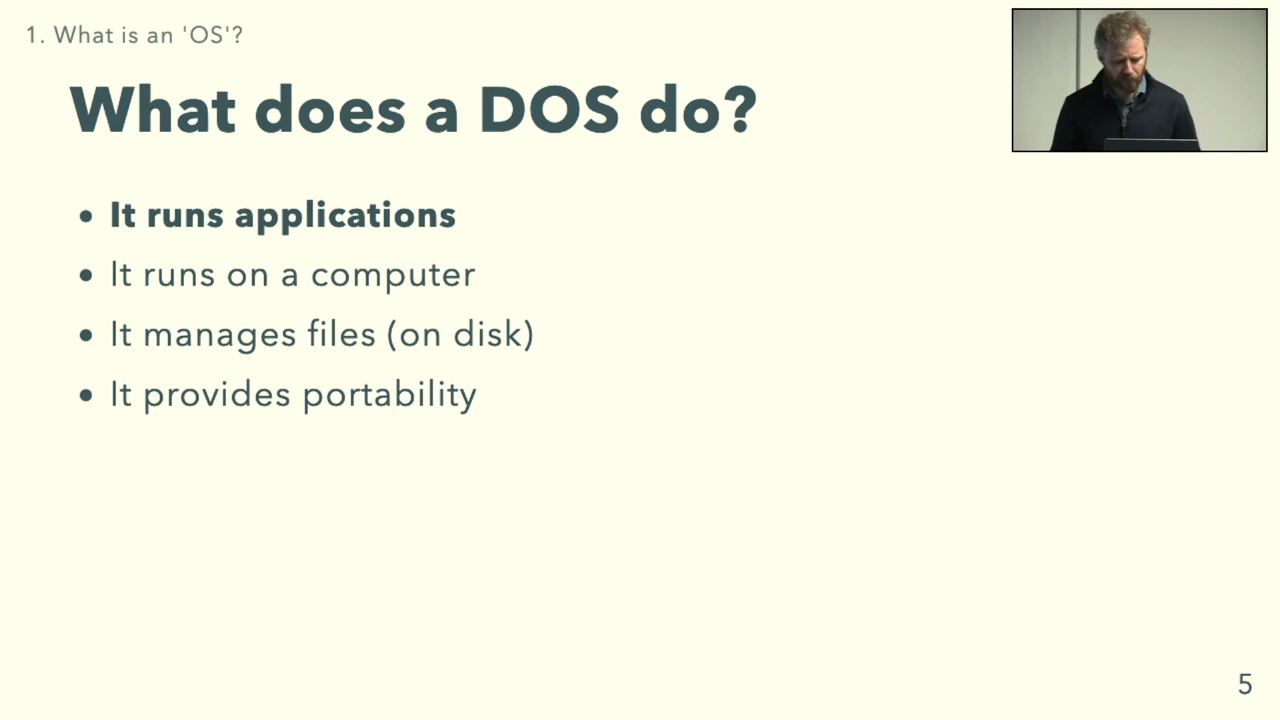 1. What is an 'OS'?
What does a DOS do?
• It runs applications
• It runs on a computer
• It manages files (on disk)
• It provides portability
5